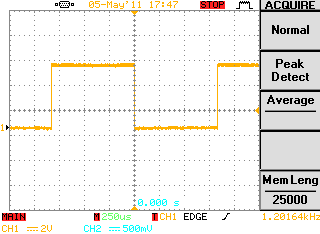 05-May'11 17:47 STOP ACQUIRE
Normal
Peak
Detect
Average
Mem Leng
25000
1
0.000 s
MAIN M 250us T CH1 EDGE 1.20164kHz
CH1 2V CH2 500mV